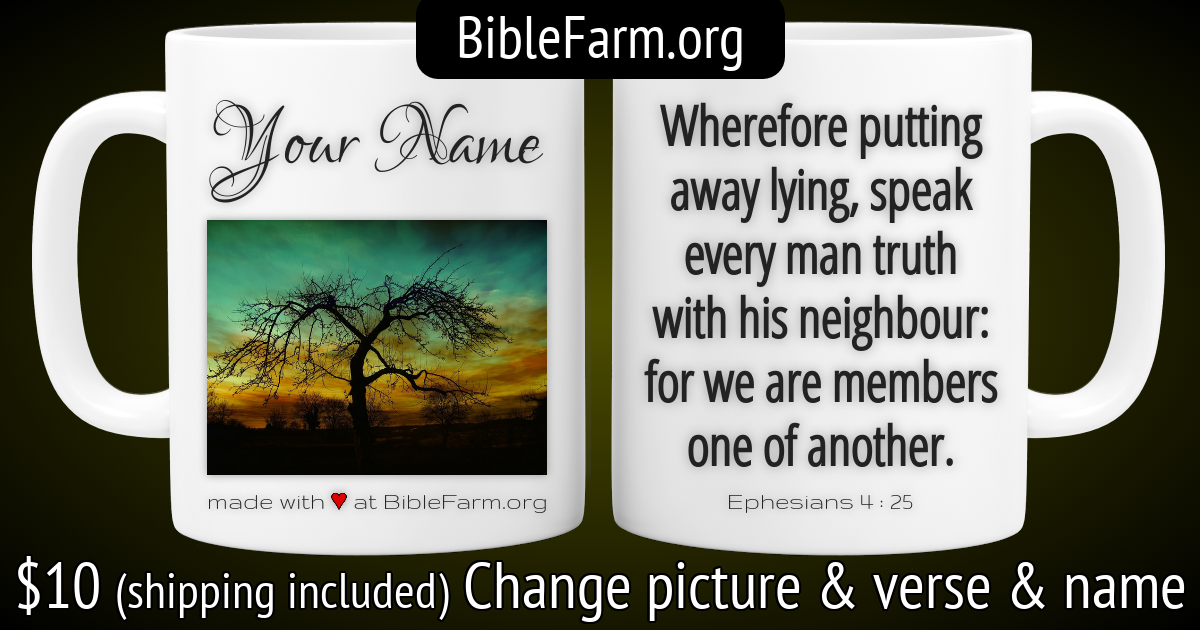 BibleFarm.org
Your Name
made with ❤ at BibleFarm.org
Wherefore putting
away lying, speak
every man truth
with his neighbour:
for we are members
one of another.
Ephesians 4 : 25
$10 (shipping included) Change picture & verse & name